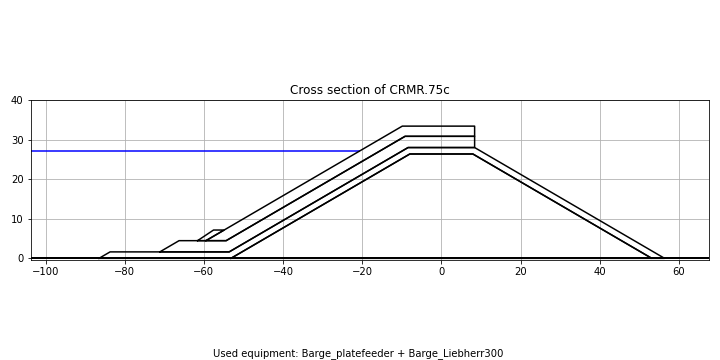 Cross section of CRMR.75c
40
30
20
10
0
−100 −80 −60 −40 −20 0 20 40 60
Used equipment: Barge_platefeeder + Barge_Liebherr300